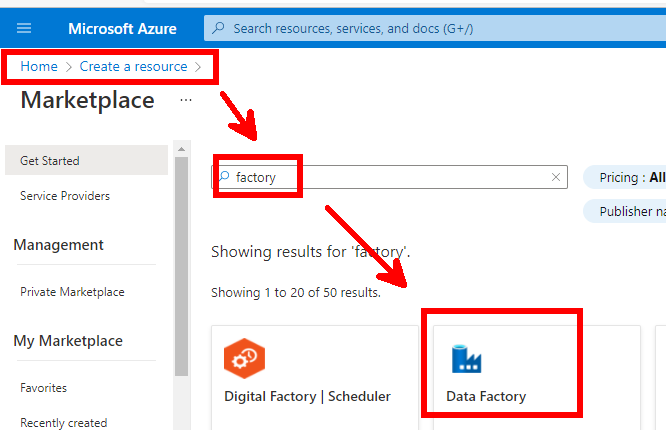 Microsoft Azure
Search resources, services, and docs (G+/)
Home > Create a resource >
Marketplace ...
Get Started
Service Providers
Management
Private Marketplace
My Marketplace
Favorites
Recently created
factory
Pricing : All
Publisher na
Showing results for 'factory'.
Showing 1 to 20 of 50 results.
Digital Factory | Scheduler
Data Factory